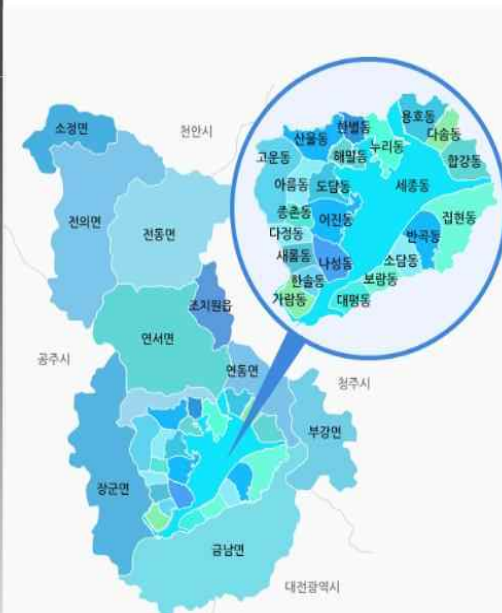 소정면
천안시
전의면
전동면
조치원읍
연서면
공주시
연동면
청주시
부강면
장군면
금남면
대전광역시
용호동
한별동
다솜동
산울동
누리동
해밀동
합강동
고운동
아름동
도담동
세종동
종촌동
어진동
집현동
다정동
반곡동
새롬동
나성동
소담동
한솔동
보람동
가람동
대평동